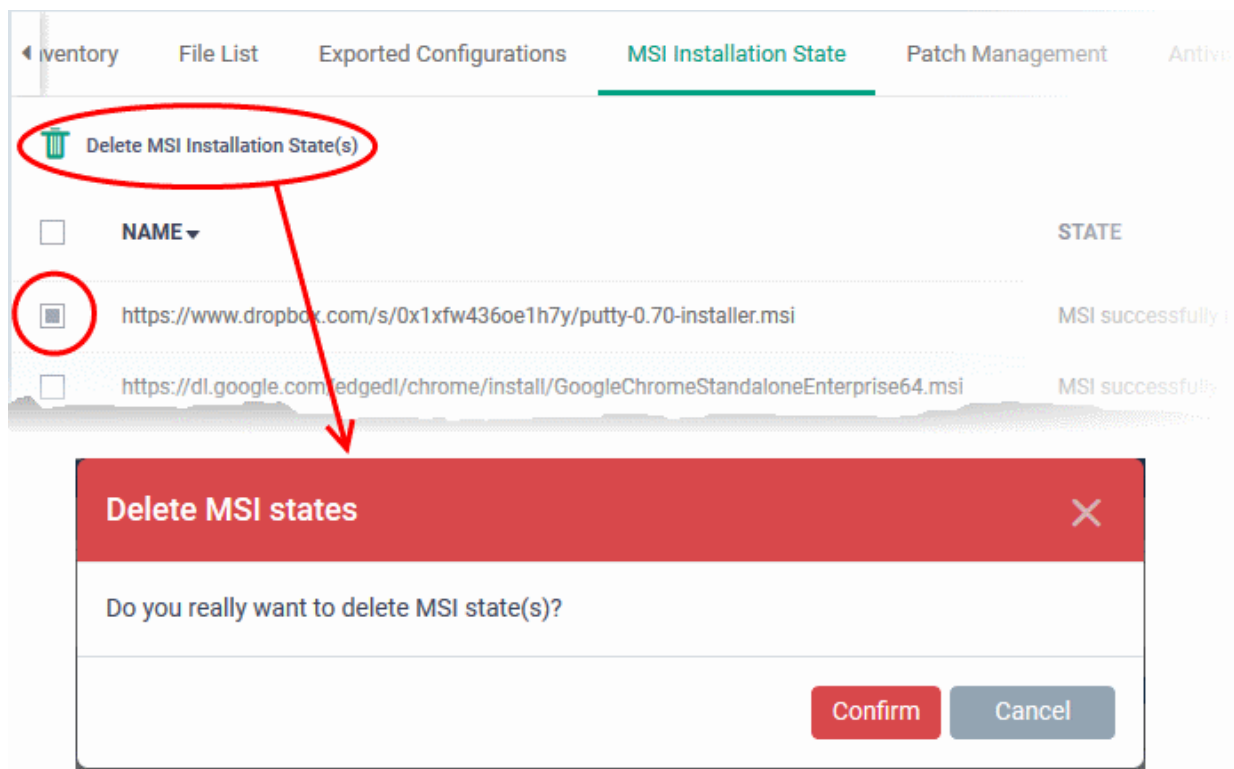 File List Exported Configurations MSI Installation State Patch Management
Delete MSI Installation State(s)
NAME STATE
https://www.dropbox.com/s/0x1xfw436oe1h7y/putty-0.70-installer.msi MSI successfully
https://dl.google.com/edgedl/chrome/install/GoogleChromeStandaloneEnterprise64.msi MSI successfully
Delete MSI states
Do you really want to delete MSI state(s)?
Confirm Cancel